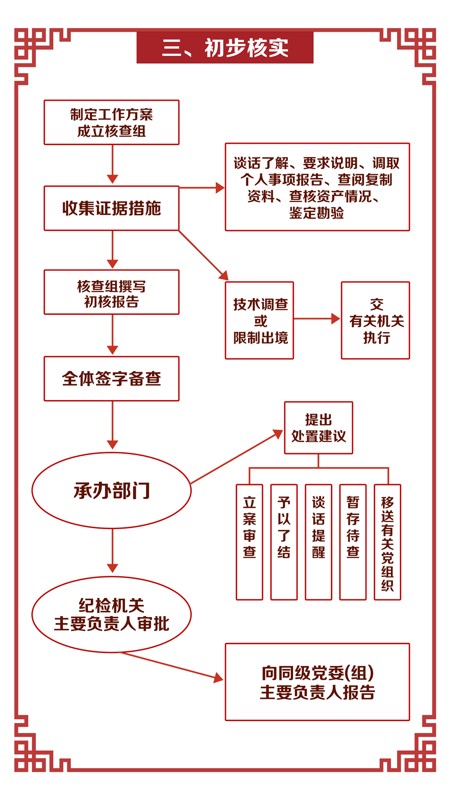 三、初步核实
制定工作方案
成立核查组
谈话了解、要求说明、调取
个人事项报告、查阅复制
资料、查核资产情况、
鉴定勘验
收集证据措施
核查组撰写
初核报告
技术调查
或
限制出境
交
有关机关
执行
全体签字备查
提出
处置建议
承办部门
立案审查
予以了结
谈话提醒
暂存待查
移送有关党组织
纪检机关
主要负责人审批
向同级党委(组)
主要负责人报告